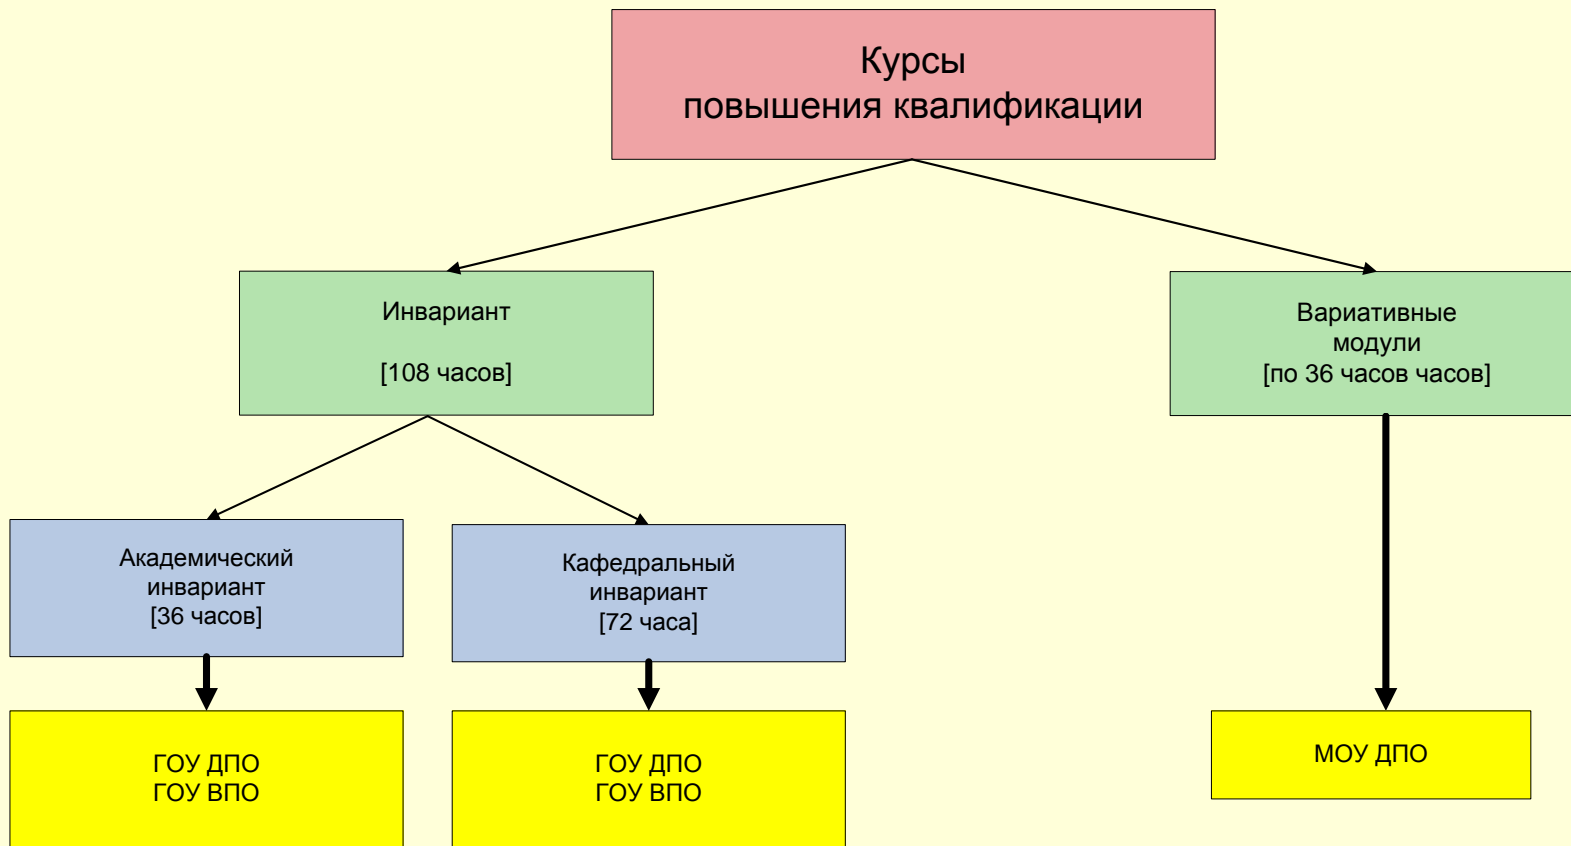 Курсы
повышения квалификации
Инвариант
[108 часов]
Вариативные
модули
[по 36 часов часов]
Академический
инвариант
[36 часов]
Кафедральный
инвариант
[72 часа]
ГОУ ДПО
ГОУ ВПО
ГОУ ДПО
ГОУ ВПО
МОУ ДПО